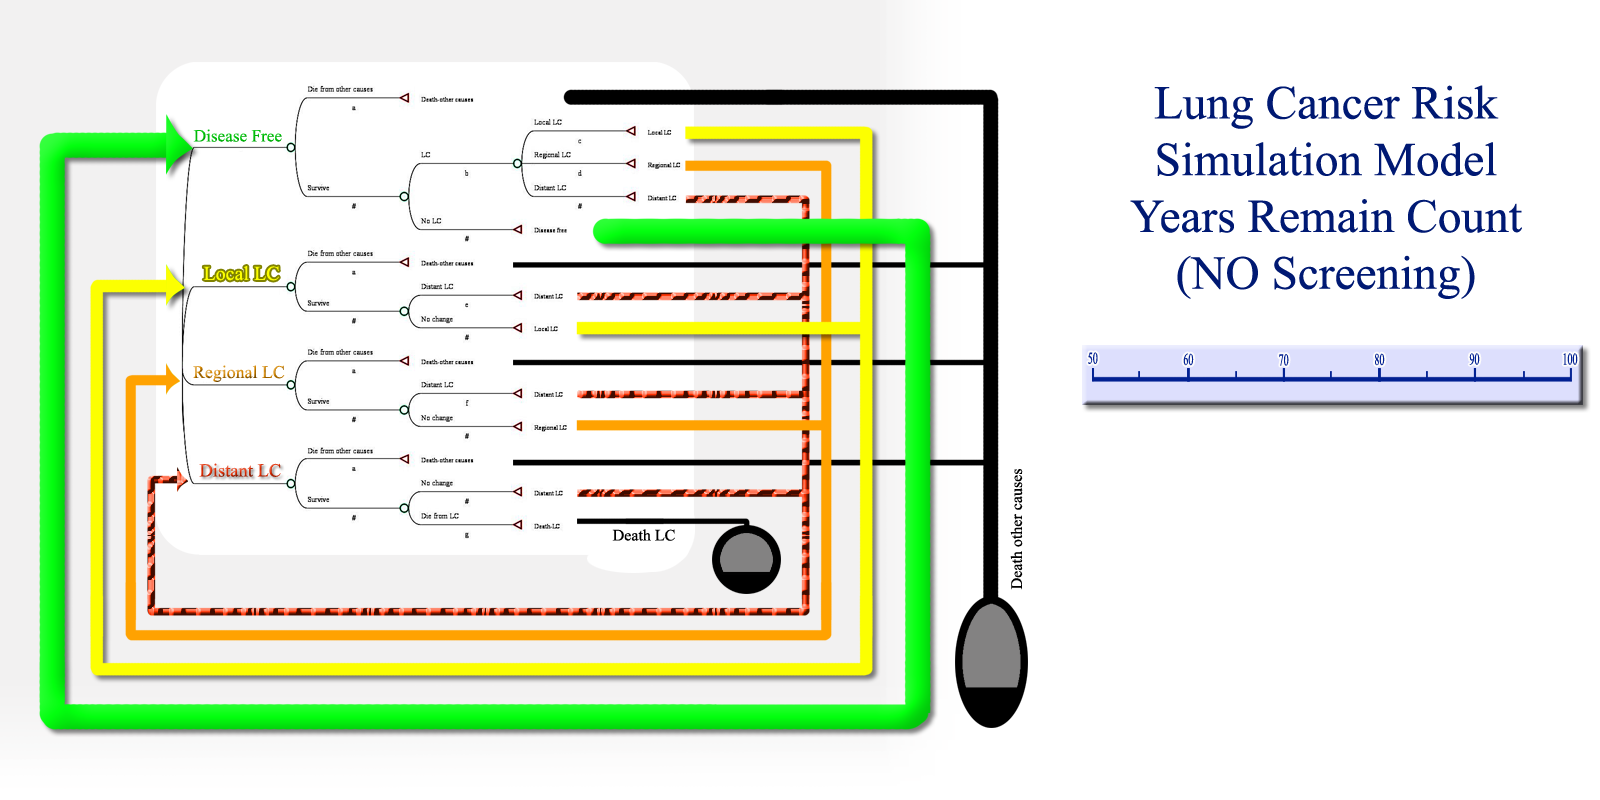 Lung Cancer Risk
Simulation Model
Years Remain Count
(NO Screening)
50 60 70 80 90 100
Die from other causes
a
Death-other causes
Disease Free
Local LC
c
Local LC
LC
b
Regional LC
d
Regional LC
Survive
#
Distant LC
#
Distant LC
No LC
#
Disease free
Die from other causes
a
Death-other causes
Local LC
Distant LC
e
Distant LC
Survive
#
No change
#
Local LC
Die from other causes
a
Death-other causes
Regional LC
Distant LC
f
Distant LC
Survive
#
No change
#
Regional LC
Die from other causes
a
Death-other causes
Distant LC
No change
#
Distant LC
Survive
#
Die from LC
g
Death-LC
Death LC
Death other causes